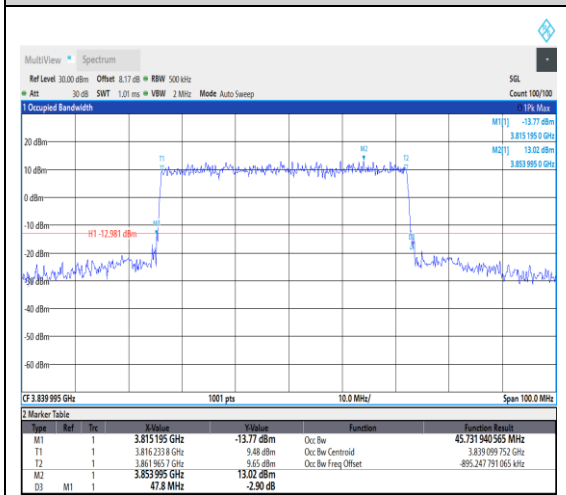 MultiView Spectrum
Ref Level 30.00 dBm Offset 8.17 dB RBW 500 kHz SGL
Att 30 dB SWT 1.01 ms VBW 2 MHz Mode Auto Sweep Count 100/100
1 Occupied Bandwidth 1Pk Max
M1[1] -13.77 dBm
3.815 195 0 GHz
M2[1] 13.02 dBm
3.853 995 0 GHz
20 dBm
M2
T1 T2
10 dBm
0 dBm
-10 dBm
M1
H1 -12.981 dBm
D3
-20 dBm
-30 dBm
-40 dBm
-50 dBm
-60 dBm
CF 3.839 995 GHz 1001 pts 10.0 MHz/ Span 100.0 MHz
2 Marker Table
Type Ref Trc X-Value Y-Value Function Function Result
M1 1 3.815 195 GHz -13.77 dBm Occ Bw 45.731 940 565 MHz
T1 1 3.816 233 8 GHz 9.48 dBm Occ Bw Centroid 3.839 099 752 GHz
T2 1 3.861 965 7 GHz 9.65 dBm Occ Bw Freq Offset -895.247 791 065 kHz
M2 1 3.853 995 GHz 13.02 dBm
D3 M1 1 47.8 MHz -2.90 dB